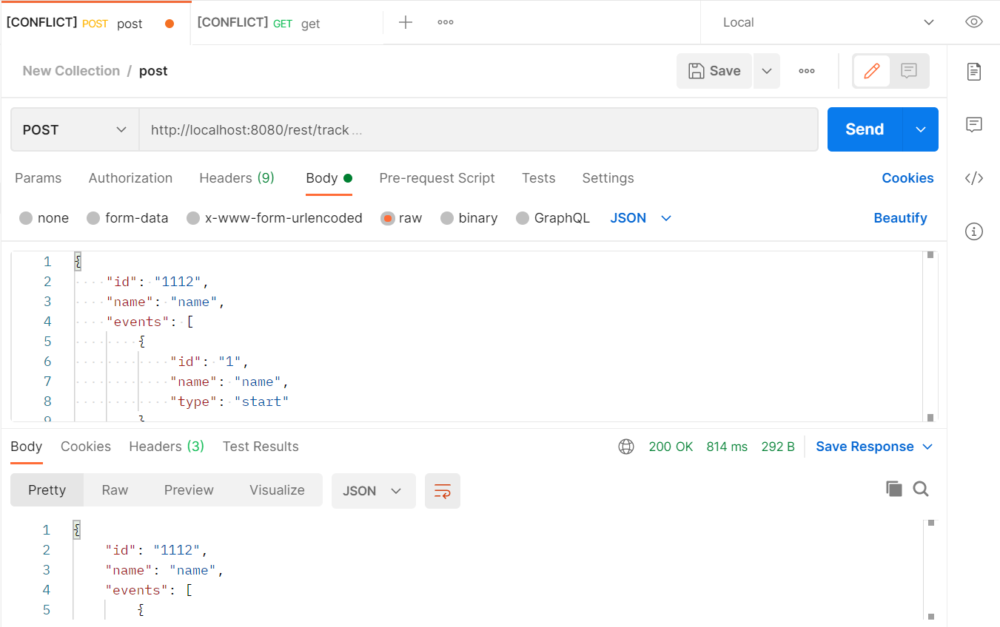 [CONFLICT] POST post [CONFLICT] GET get Local
New Collection / post Save
POST http://localhost:8080/rest/track ... Send
Params Authorization Headers (9) Body Pre-request Script Tests Settings Cookies
none form-data x-www-form-urlencoded raw binary GraphQL JSON Beautify
1 {
2 "id": "1112",
3 "name": "name",
4 "events": [
5 {
6 "id": "1",
7 "name": "name",
8 "type": "start"
9 }
Body Cookies Headers (3) Test Results 200 OK 814 ms 292 B Save Response
Pretty Raw Preview Visualize JSON
1 {
2 "id": "1112",
3 "name": "name",
4 "events": [
5 {